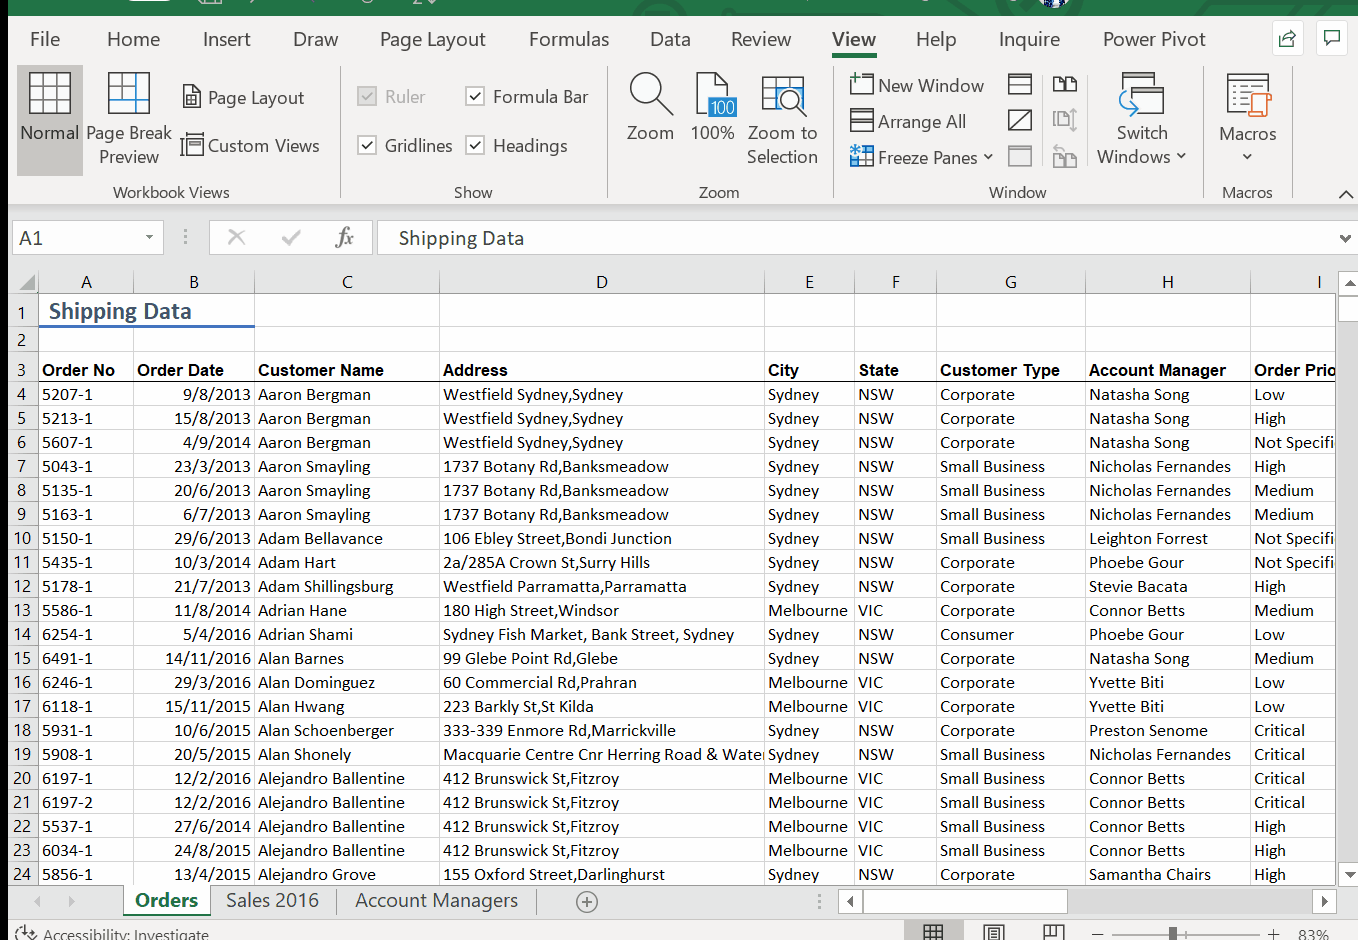 File Home Insert Draw Page Layout Formulas Data Review View Help Inquire Power Pivot
Normal
Page Break Preview
Page Layout
Custom Views
Workbook Views
Ruler
Formula Bar
Gridlines
Headings
Show
Zoom
100
100%
Zoom to Selection
Zoom
New Window
Arrange All
Freeze Panes
Switch Windows
Window
Macros
Macros
A1 fx Shipping Data
A B C D E F G H I
1 Shipping Data
2
3 Order No Order Date Customer Name Address City State Customer Type Account Manager Order Prio
4 5207-1 9/8/2013 Aaron Bergman Westfield Sydney,Sydney Sydney NSW Corporate Natasha Song Low
5 5213-1 15/8/2013 Aaron Bergman Westfield Sydney,Sydney Sydney NSW Corporate Natasha Song High
6 5607-1 4/9/2014 Aaron Bergman Westfield Sydney,Sydney Sydney NSW Corporate Natasha Song Not Specifi
7 5043-1 23/3/2013 Aaron Smayling 1737 Botany Rd,Banksmeadow Sydney NSW Small Business Nicholas Fernandes High
8 5135-1 20/6/2013 Aaron Smayling 1737 Botany Rd,Banksmeadow Sydney NSW Small Business Nicholas Fernandes Medium
9 5163-1 6/7/2013 Aaron Smayling 1737 Botany Rd,Banksmeadow Sydney NSW Small Business Nicholas Fernandes Medium
10 5150-1 29/6/2013 Adam Bellavance 106 Ebley Street,Bondi Junction Sydney NSW Small Business Leighton Forrest Not Specifi
11 5435-1 10/3/2014 Adam Hart 2a/285A Crown St,Surry Hills Sydney NSW Corporate Phoebe Gour Not Specifi
12 5178-1 21/7/2013 Adam Shillingsburg Westfield Parramatta,Parramatta Sydney NSW Corporate Stevie Bacata High
13 5586-1 11/8/2014 Adrian Hane 180 High Street,Windsor Melbourne VIC Corporate Connor Betts Medium
14 6254-1 5/4/2016 Adrian Shami Sydney Fish Market, Bank Street, Sydney Sydney NSW Consumer Phoebe Gour Low
15 6491-1 14/11/2016 Alan Barnes 99 Glebe Point Rd,Glebe Sydney NSW Corporate Natasha Song Medium
16 6246-1 29/3/2016 Alan Dominguez 60 Commercial Rd,Prahran Melbourne VIC Corporate Yvette Biti Low
17 6118-1 15/11/2015 Alan Hwang 223 Barkly St,St Kilda Melbourne VIC Corporate Yvette Biti Low
18 5931-1 10/6/2015 Alan Schoenberger 333-339 Enmore Rd,Marrickville Sydney NSW Corporate Preston Senome Critical
19 5908-1 20/5/2015 Alan Shonely Macquarie Centre Cnr Herring Road & Water Sydney NSW Small Business Nicholas Fernandes Critical
20 6197-1 12/2/2016 Alejandro Ballentine 412 Brunswick St,Fitzroy Melbourne VIC Small Business Connor Betts Critical
21 6197-2 12/2/2016 Alejandro Ballentine 412 Brunswick St,Fitzroy Melbourne VIC Small Business Connor Betts Critical
22 5537-1 27/6/2014 Alejandro Ballentine 412 Brunswick St,Fitzroy Melbourne VIC Small Business Connor Betts High
23 6034-1 24/8/2015 Alejandro Ballentine 412 Brunswick St,Fitzroy Melbourne VIC Small Business Connor Betts High
24 5856-1 13/4/2015 Alejandro Grove 155 Oxford Street,Darlinghurst Sydney NSW Corporate Samantha Chairs High
Orders Sales 2016 Account Managers
Accessibility: Investigate 83%